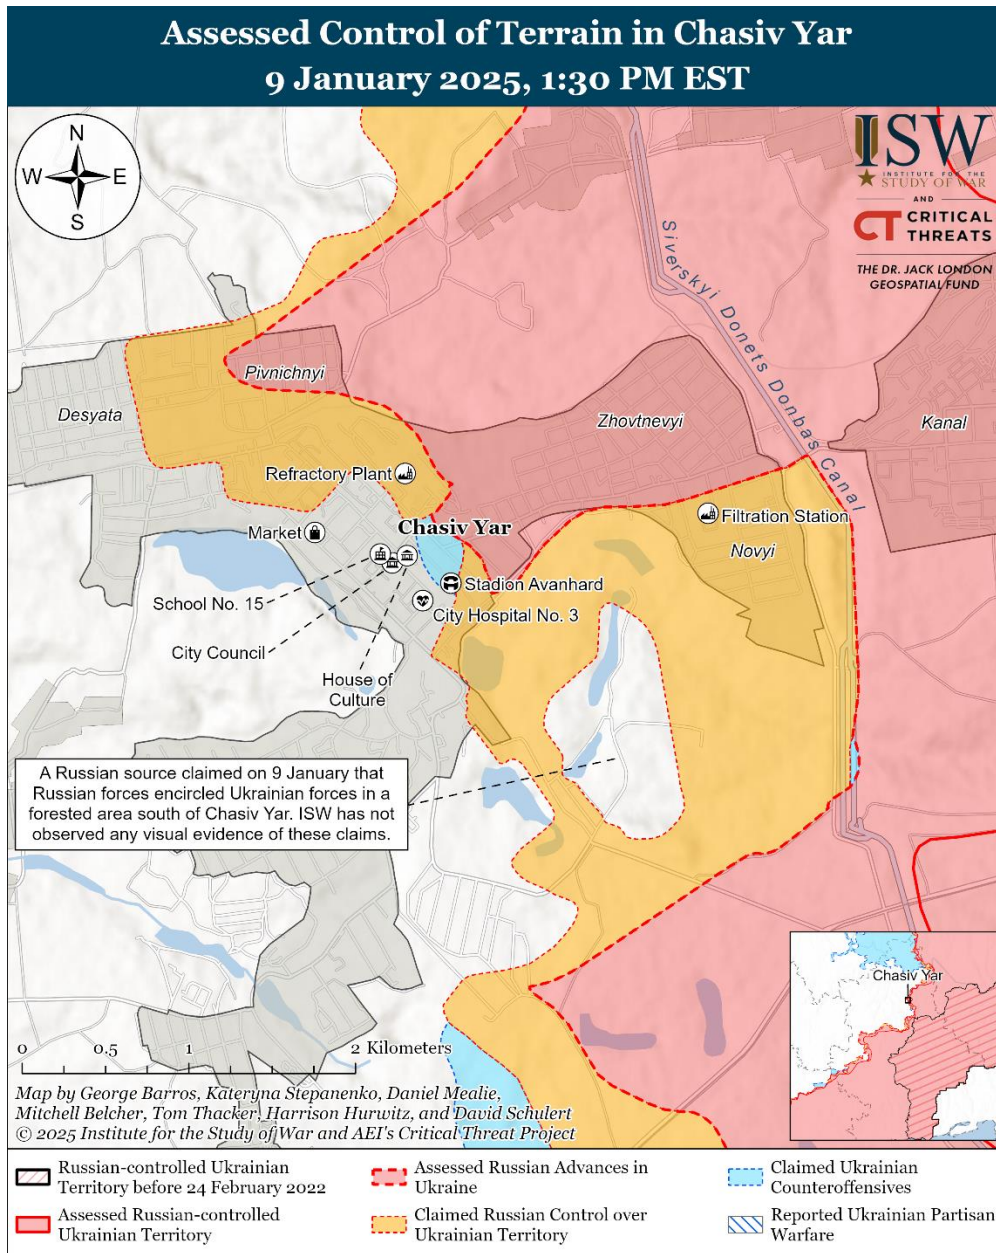 Assessed Control of Terrain in Chasiv Yar
9 January 2025, 1:30 PM EST
N
W
E
S
ISW
INSTITUTE FOR THE
STUDY OF WAR
AND
CT CRITICAL
THREATS
THE DR. JACK LONDON
GEOSPATIAL FUND
Siverskyi Donets Donbas Canal
Pivnichnyi
Desyata
Zhovtnevyi
Kanal
Refractory Plant
Chasiv Yar
Filtration Station
Market
Novyi
Stadion Avanhard
School No. 15
City Hospital No. 3
City Council
House of
Culture
A Russian source claimed on 9 January that
Russian forces encircled Ukrainian forces in a
forested area south of Chasiv Yar. ISW has not
observed any visual evidence of these claims.
Chasiv Yar
0 0.5 1 2 Kilometers
Map by George Barros, Kateryna Stepanenko, Daniel Mealie,
Mitchell Belcher, Tom Thacker, Harrison Hurwitz, and David Schulert
© 2025 Institute for the Study of War and AEI's Critical Threat Project
Russian-controlled Ukrainian
Territory before 24 February 2022
Assessed Russian Advances in
Ukraine
Claimed Ukrainian
Counteroffensives
Assessed Russian-controlled
Ukrainian Territory
Claimed Russian Control over
Ukrainian Territory
Reported Ukrainian Partisan
Warfare